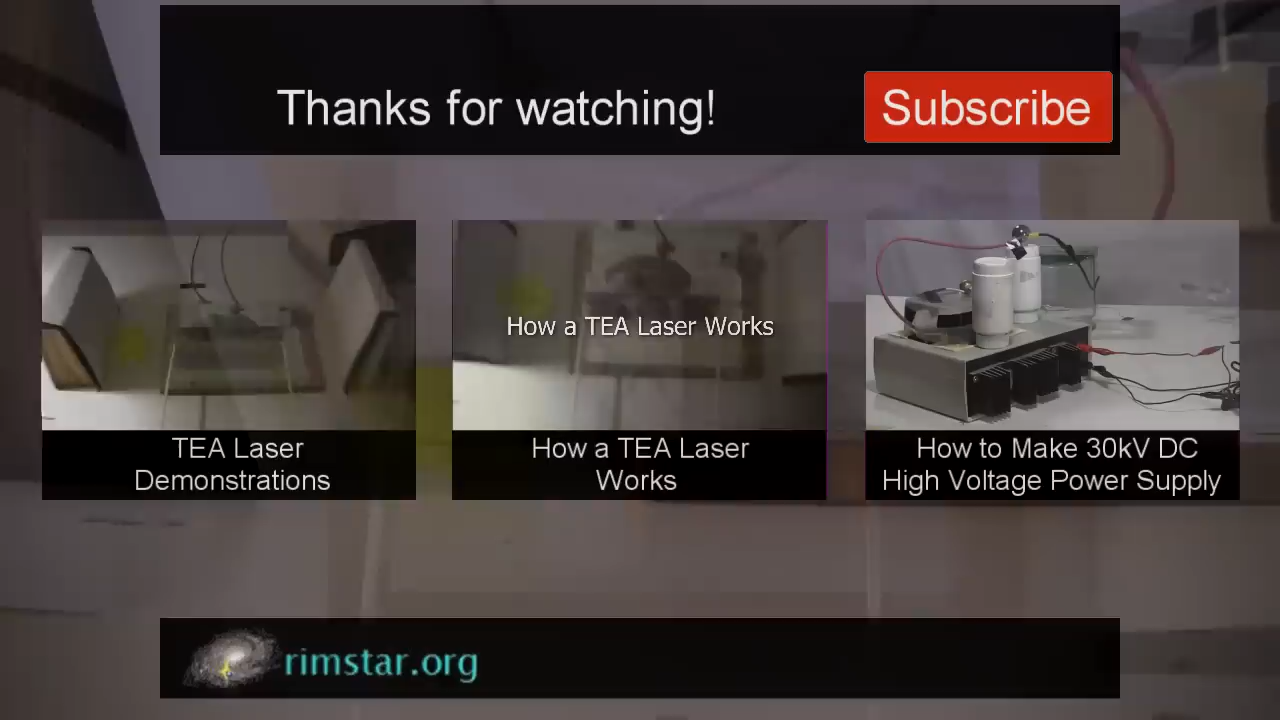 Thanks for watching!
Subscribe
How a TEA Laser Works
TEA Laser
Demonstrations
How a TEA Laser
Works
How to Make 30kV DC
High Voltage Power Supply
rimstar.org